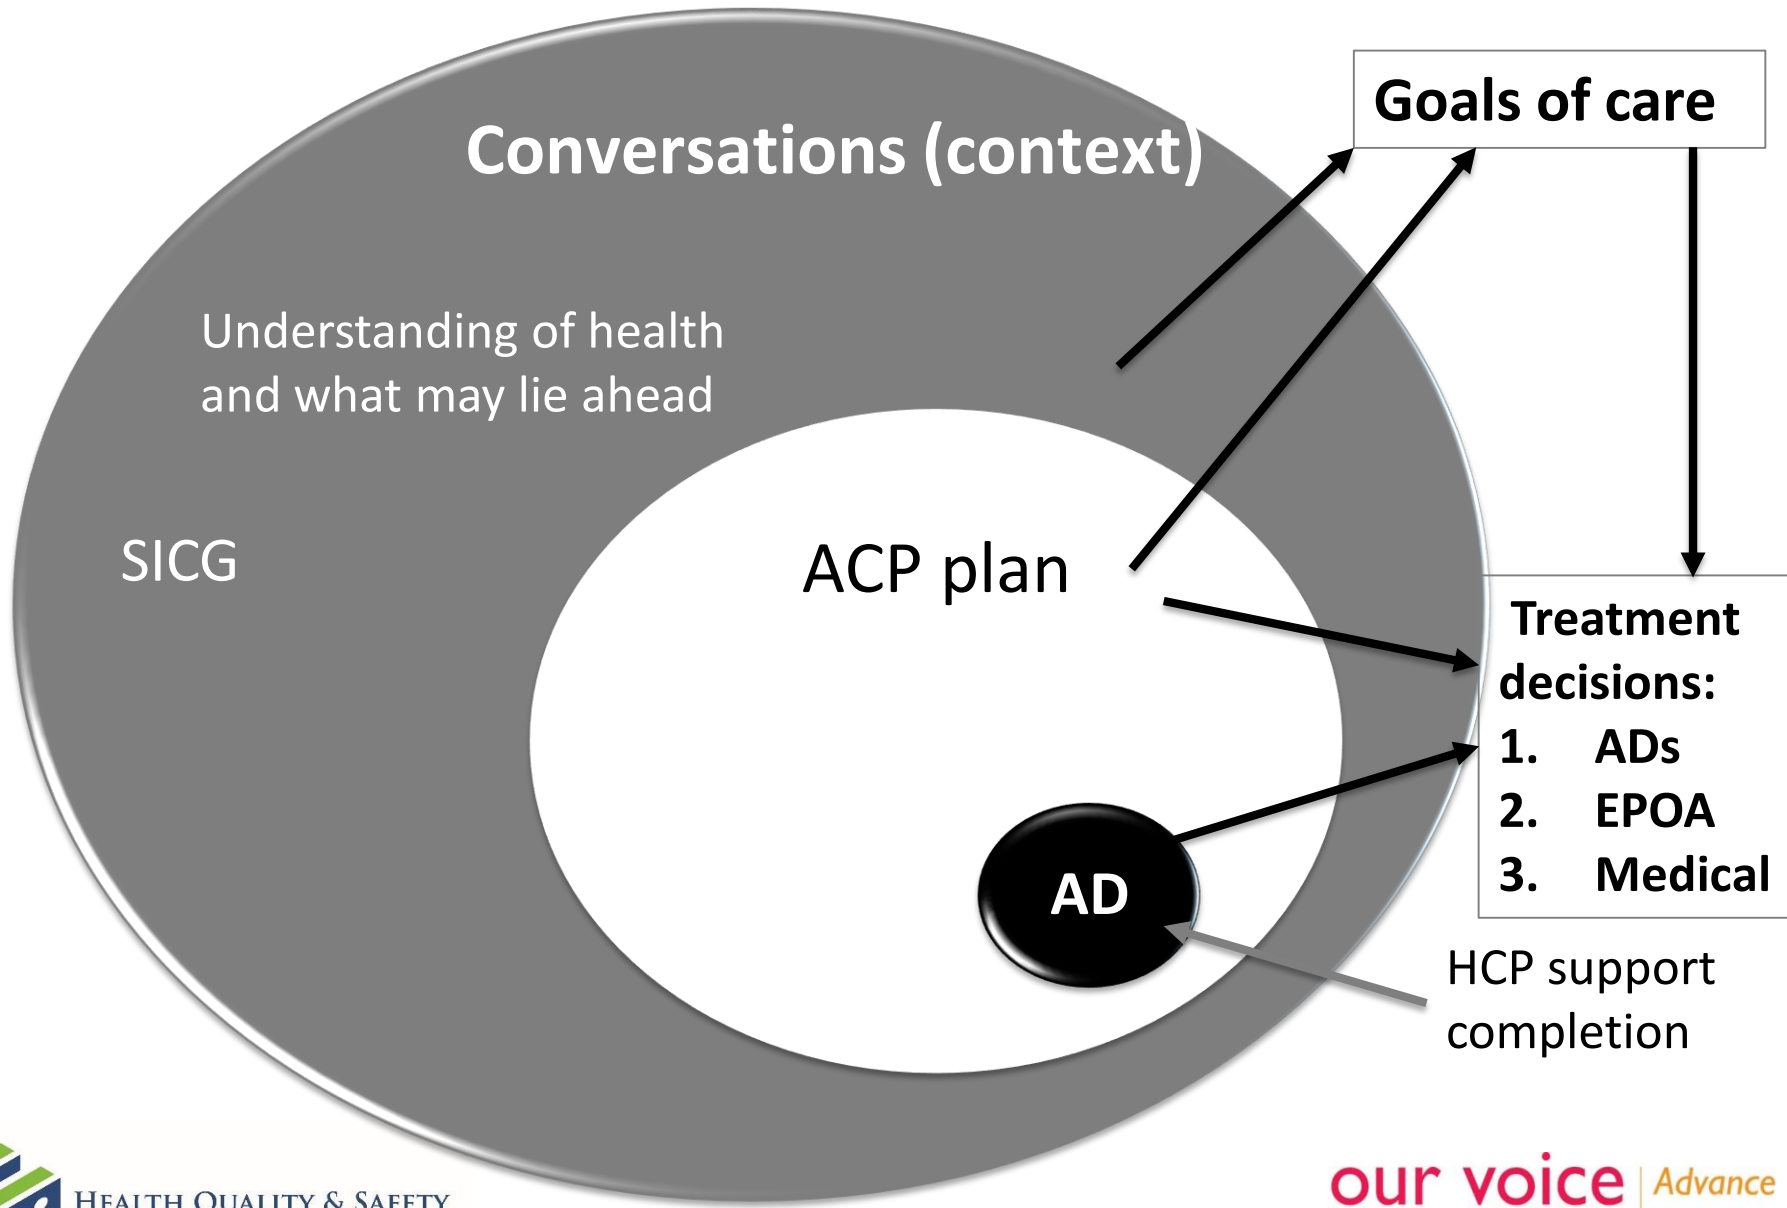 Goals of care
Conversations (context)
Understanding of health
and what may lie ahead
SICG
ACP plan
Treatment
decisions:
1. ADs
2. EPOA
3. Medical
AD
HCP support
completion
HEALTH QUALITY & SAFETY
our voice | Advance